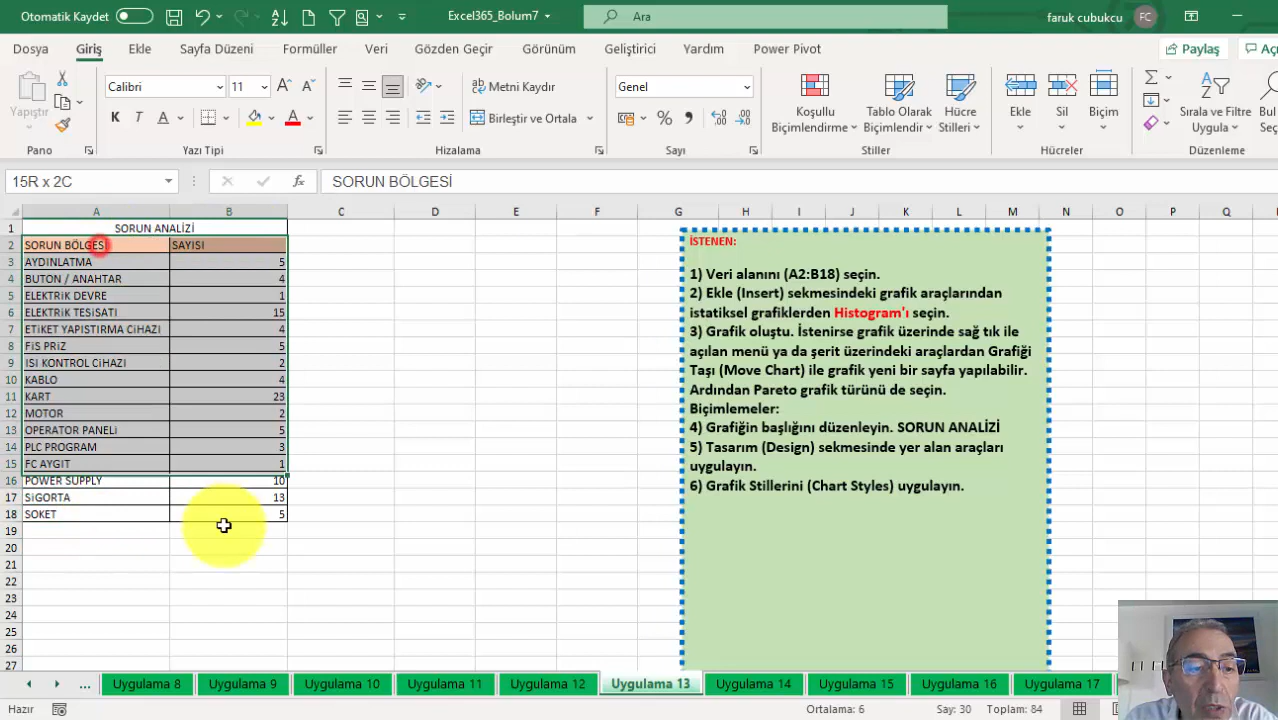 Otomatik Kaydet
Excel365_Bolum7
Ara
faruk cubukcu
FC
Dosya Giriş Ekle Sayfa Düzeni Formüller Veri Gözden Geçir Görünüm Geliştirici Yardım Power Pivot
Paylaş
Yapıştır
Calibri 11
K T A
Metni Kaydır
Birleştir ve Ortala
Genel
Koşullu Biçimlendirme
Tablo Olarak Biçimlendir
Hücre Stilleri
Ekle Sil Biçim
Sırala ve Filtre Uygula
Pano Yazı Tipi Hizalama Sayı Stiller Hücreler Düzenleme
15R x 2C
fx
SORUN BÖLGESİ
A B C D E F G H I J K L M N O P Q R
1 SORUN ANALİZİ
2 SORUN BÖLGESİ SAYISI
3 AYDINLATMA 5
4 BUTON / ANAHTAR 4
5 ELEKTRİK DEVRE 1
6 ELEKTRİK TESİSATI 15
7 ETİKET YAPIŞTIRMA CİHAZI 4
8 FİŞ PRİZ 5
9 ISI KONTROL CİHAZI 2
10 KABLO 4
11 KART 23
12 MOTOR 2
13 OPERATOR PANELİ 5
14 PLC PROGRAM 3
15 FC AYGIT 1
16 POWER SUPPLY 10
17 SİGORTA 13
18 SOKET 5
19
20
21
22
23
24
25
26
27
İSTENEN:
1) Veri alanını (A2:B18) seçin.
2) Ekle (Insert) sekmesindeki grafik araçlarından
istatiksel grafiklerden Histogram'ı seçin.
3) Grafik oluştu. İstenirse grafik üzerinde sağ tık ile
açılan menü ya da şerit üzerindeki araçlardan Grafiği
Taşı (Move Chart) ile grafik yeni bir sayfa yapılabilir.
Ardından Pareto grafik türünü de seçin.
Biçimlemeler:
4) Grafiğin başlığını düzenleyin. SORUN ANALİZİ
5) Tasarım (Design) sekmesinde yer alan araçları
uygulayın.
6) Grafik Stillerini (Chart Styles) uygulayın.
... Uygulama 8 Uygulama 9 Uygulama 10 Uygulama 11 Uygulama 12 Uygulama 13 Uygulama 14 Uygulama 15 Uygulama 16 Uygulama 17
Hazır
Ortalama: 6 Say: 30 Toplam: 84